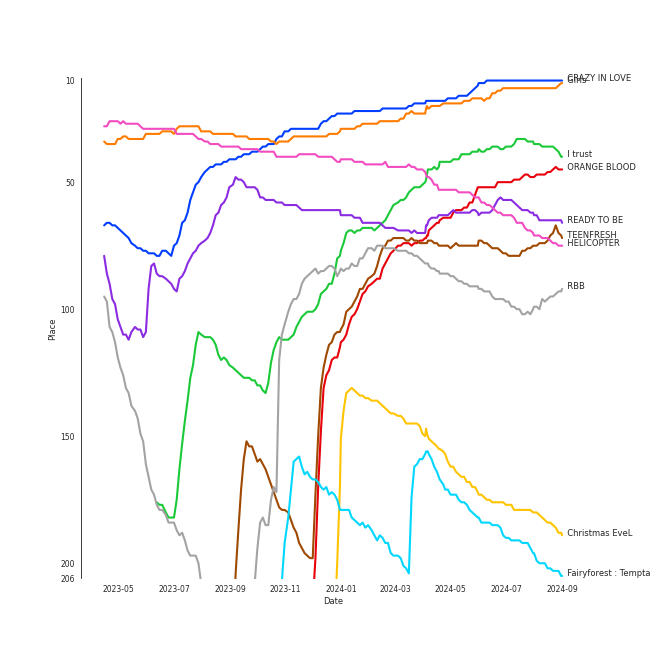 10
50
100
150
200
206
Place
2023-05
2023-07
2023-09
2023-11
2024-01
2024-03
2024-05
2024-07
2024-09
Date
CRAZY IN LOVE
I trust
ORANGE BLOOD
READY TO BE
TEENFRESH
HELICOPTER
RBB
Christmas EveL
Fairyforest : Tempta